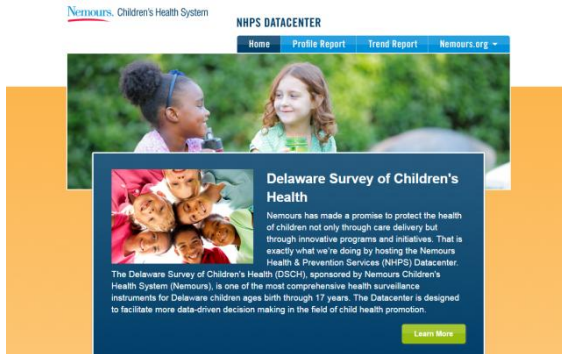 Nemours. Children's Health System
NHPS DATACENTER
Home Profile Report Trend Report Nemours.org
Delaware Survey of Children's
Health
Nemours has made a promise to protect the health
of children not only through care delivery but
through innovative programs and initiatives. That is
exactly what we're doing by hosting the Nemours
Health & Prevention Services (NHPS) Datacenter.
The Delaware Survey of Children's Health (DSCH), sponsored by Nemours Children's
Health System (Nemours), is one of the most comprehensive health surveillance
instruments for Delaware children ages birth through 17 years. The Datacenter is designed
to facilitate more data-driven decision making in the field of child health promotion.
Learn More